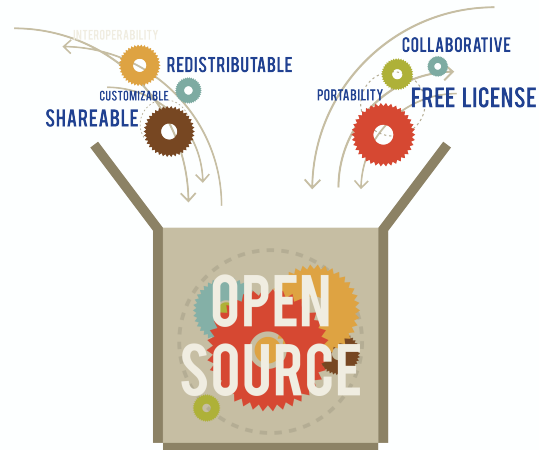 INTEROPERABILITY
REDISTRIBUTABLE
CUSTOMIZABLE
SHAREABLE
COLLABORATIVE
PORTABILITY
FREE LICENSE
OPEN
SOURCE